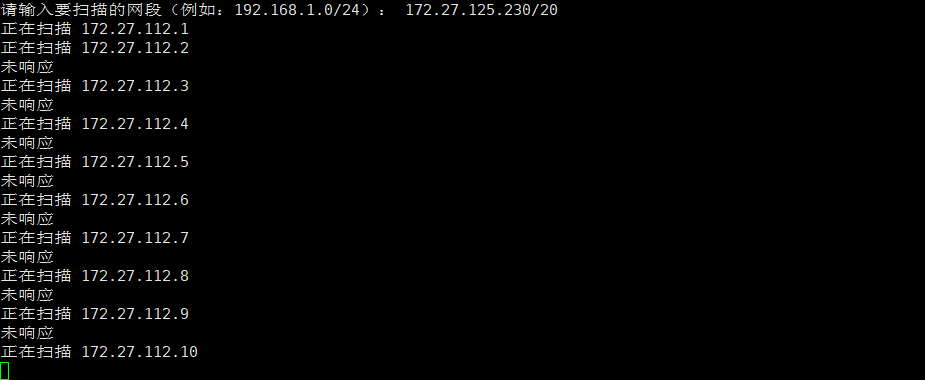 请输入要扫描的网段（例如：192.168.1.0/24）： 172.27.125.230/20
正在扫描 172.27.112.1
正在扫描 172.27.112.2
未响应
正在扫描 172.27.112.3
未响应
正在扫描 172.27.112.4
未响应
正在扫描 172.27.112.5
未响应
正在扫描 172.27.112.6
未响应
正在扫描 172.27.112.7
未响应
正在扫描 172.27.112.8
未响应
正在扫描 172.27.112.9
未响应
正在扫描 172.27.112.10